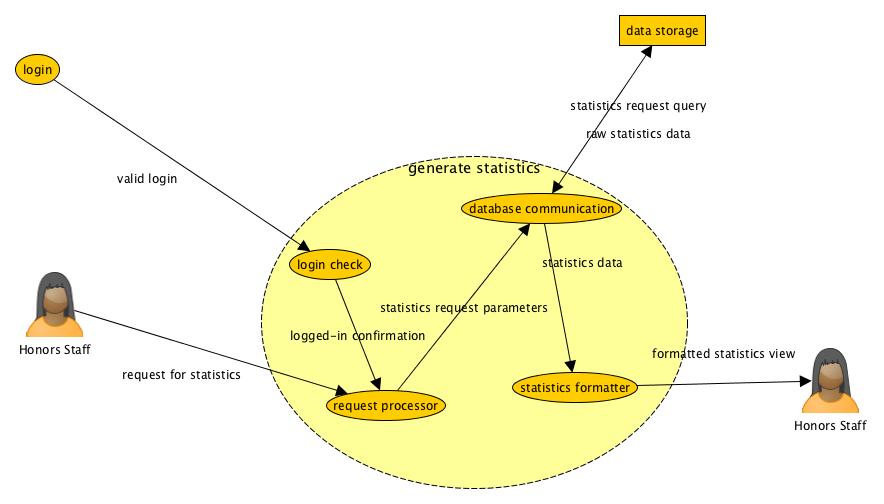 data storage
login
statistics request query
raw statistics data
generate statistics
valid login
database communication
login check
statistics data
statistics request parameters
logged-in confirmation
Honors Staff
formatted statistics view
request for statistics
statistics formatter
request processor
Honors Staff